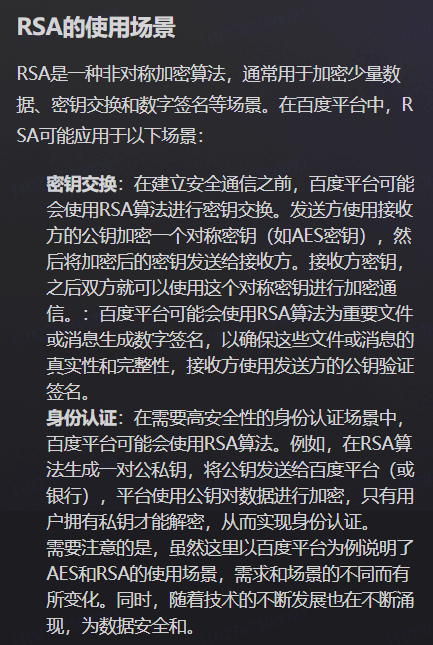 RSA的使用场景
RSA是一种非对称加密算法，通常用于加密少量数
据、密钥交换和数字签名等场景。在百度平台中，R
SA可能应用于以下场景：
密钥交换：在建立安全通信之前，百度平台可能
会使用RSA算法进行密钥交换。发送方使用接收
方的公钥加密一个对称密钥（如AES密钥），然
后将加密后的密钥发送给接收方。接收方密钥，
之后双方就可以使用这个对称密钥进行加密通
信。：百度平台可能会使用RSA算法为重要文件
或消息生成数字签名，以确保这些文件或消息的
真实性和完整性，接收方使用发送方的公钥验证
签名。
身份认证：在需要高安全性的身份认证场景中，
百度平台可能会使用RSA算法。例如，在RSA算
法生成一对公私钥，将公钥发送给百度平台（或
银行），平台使用公钥对数据进行加密，只有用
户拥有私钥才能解密，从而实现身份认证。
需要注意的是，虽然这里以百度平台为例说明了
AES和RSA的使用场景，需求和场景的不同而有
所变化。同时，随着技术的不断发展也在不断涌
现，为数据安全和。